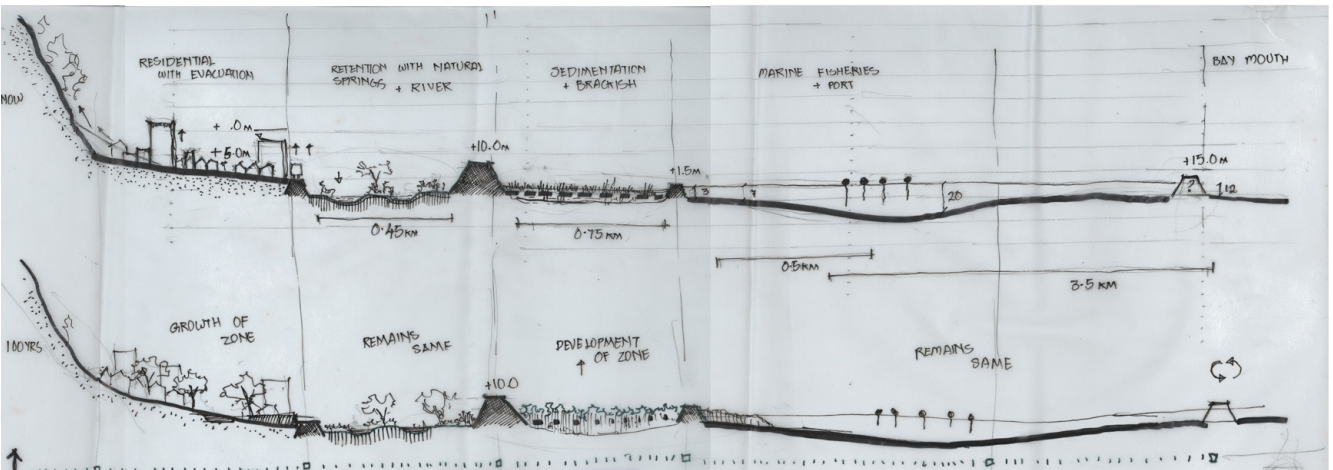 NOW
RESIDENTIAL
WITH EVACUATION
RETENTION WITH NATURAL
SPRINGS + RIVER
SEDIMENTATION
+ BRACKISH
MARINE FISHERIES
+ PORT
BAY MOUTH
+ .0M
+5.0M
+10.0M
+1.5M
3
7
20
+15.0M
?
12
0.45KM
0.75KM
0.5KM
3.5KM
100YRS
GROWTH OF
ZONE
REMAINS
SAME
DEVELOPMENT
OF ZONE
REMAINS
SAME
+10.0